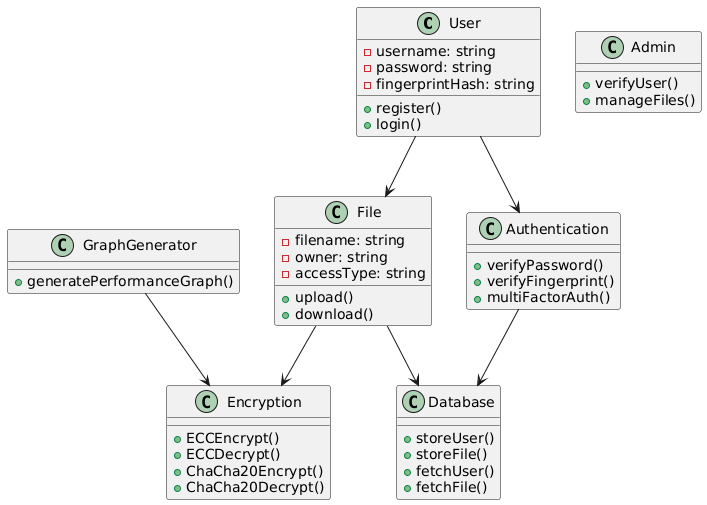 C User
username: string
password: string
fingerprintHash: string
register()
login()
C Admin
verifyUser()
manageFiles()
C GraphGenerator
generatePerformanceGraph()
C File
filename: string
owner: string
accessType: string
upload()
download()
C Authentication
verifyPassword()
verifyFingerprint()
multiFactorAuth()
C Encryption
ECCEncrypt()
ECCDecrypt()
ChaCha20Encrypt()
ChaCha20Decrypt()
C Database
storeUser()
storeFile()
fetchUser()
fetchFile()